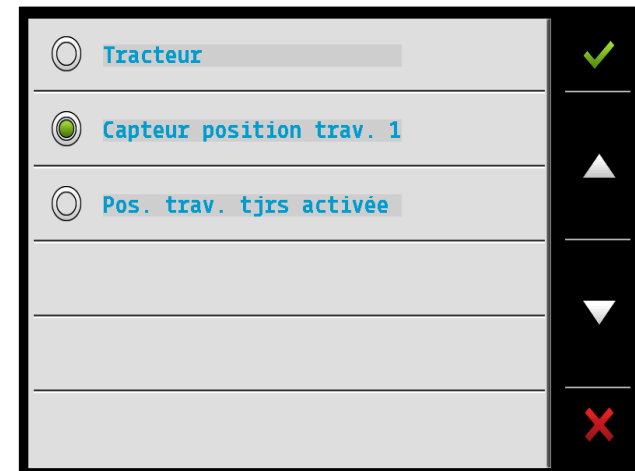 Tracteur
Capteur position trav. 1
Pos. trav. tjrs activée